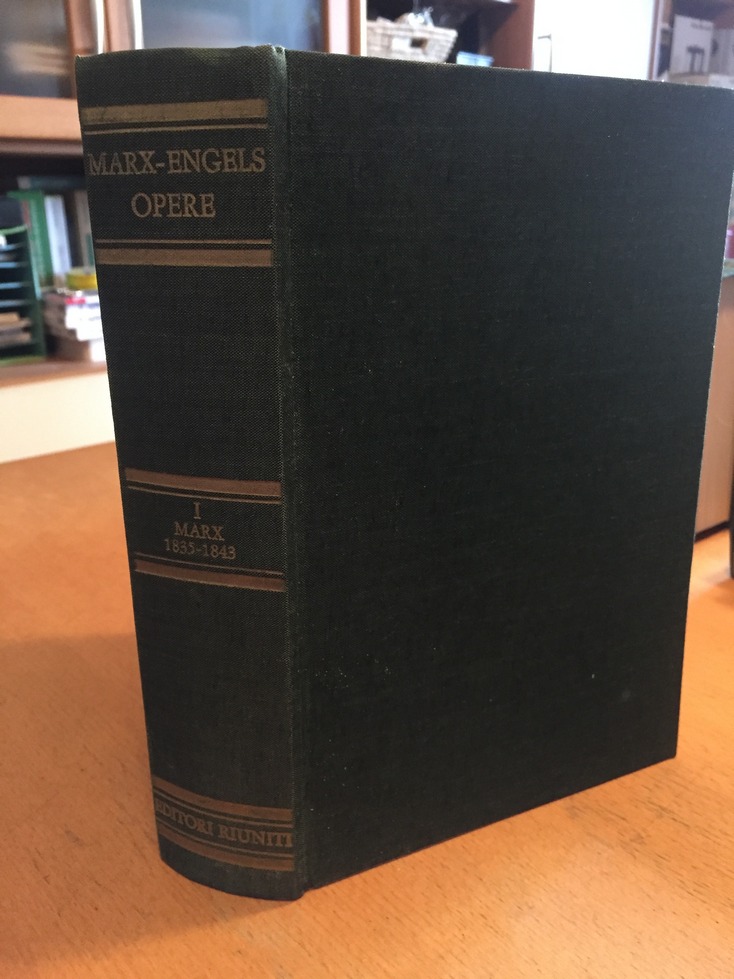 MARX-ENGELS
OPERE
I
MARX
1835-1843
EDITORI RIUNITI